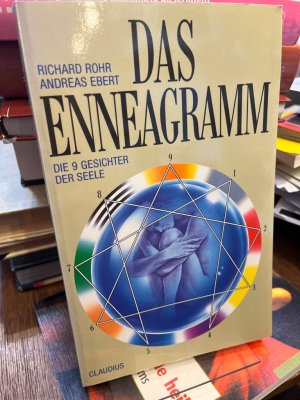 RICHARD ROHR
ANDREAS EBERT
DAS
ENNEAGRAMM
DIE 9 GESICHTER
DER SEELE
9
8
1
7
2
6
3
5
4
CLAUDIUS